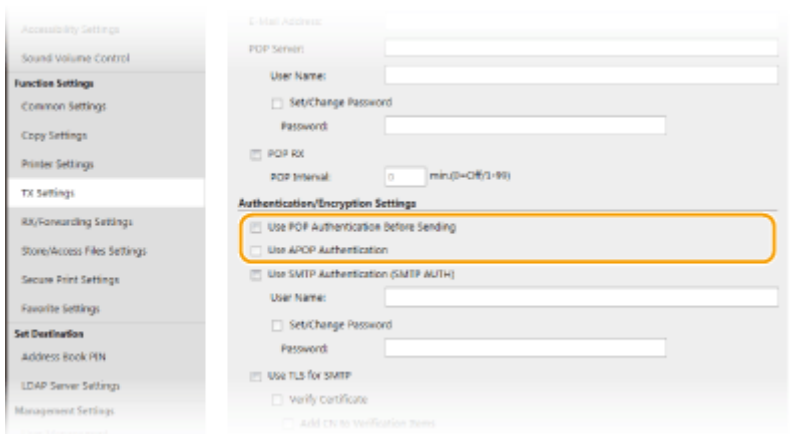 Accessibility Settings
Sound Volume Control
Function Settings
Common Settings
Copy Settings
Printer Settings
TX Settings
RX/Forwarding Settings
Store/Access Files Settings
Secure Print Settings
Favorite Settings
Set Destination
Address Book PIN
LDAP Server Settings
Management Settings
E-Mail Address:
POP Server:
User Name:
Set/Change Password
Password:
POP RX
POP Interval: 0 min.(0=Off/1-99)
Authentication/Encryption Settings
Use POP Authentication Before Sending
Use APOP Authentication
Use SMTP Authentication (SMTP AUTH)
User Name:
Set/Change Password
Password:
Use TLS for SMTP
Verify Certificate
Add CN to Verification Items